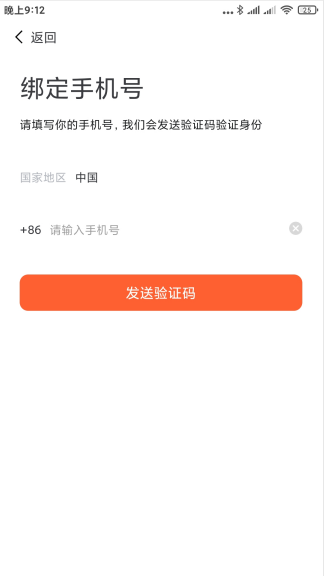 晚上9:12
25
返回
绑定手机号
请填写你的手机号，我们会发送验证码验证身份
国家地区 中国
+86 请输入手机号
发送验证码